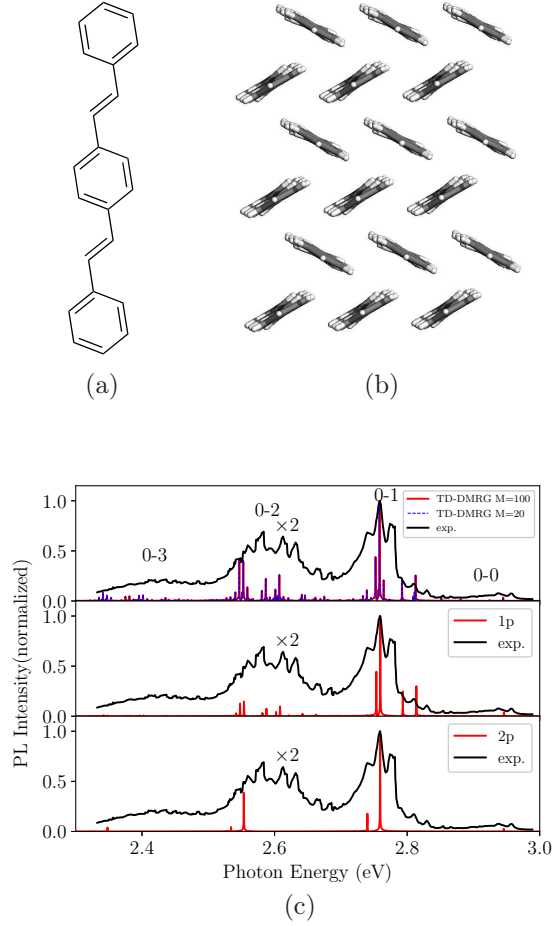 (a)
(b)
PL Intensity(normalized)
1.0
0.5
0.0
0-3
0-2
×2
0-1
0-0
TD-DMRG M=100
TD-DMRG M=20
exp.
1.0
0.5
0.0
×2
1p
exp.
1.0
0.5
0.0
×2
2p
exp.
2.4 2.6 2.8 3.0
Photon Energy (eV)
(c)